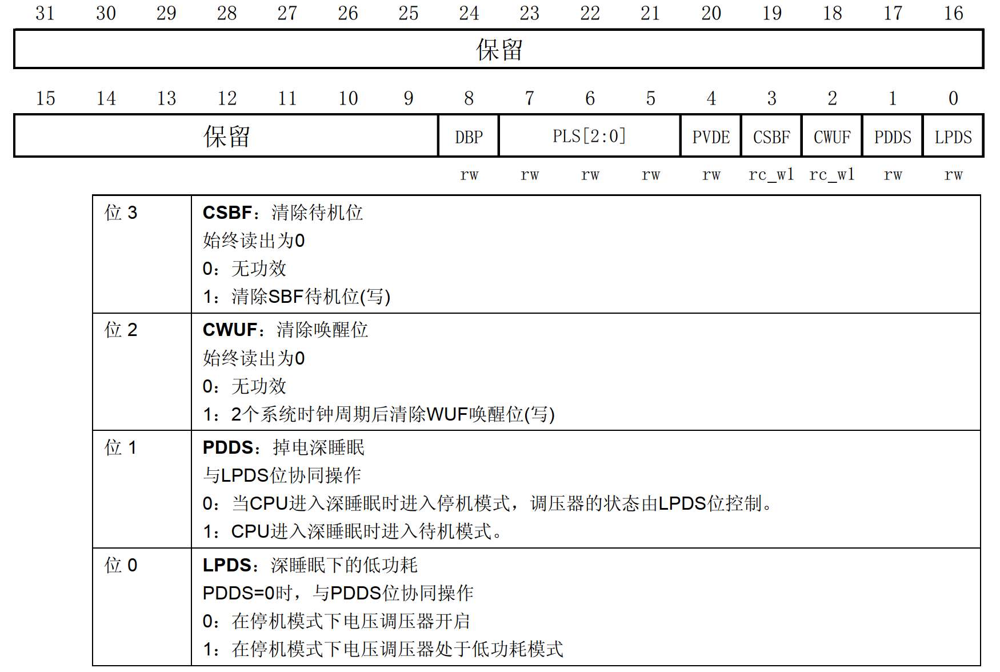 31 30 29 28 27 26 25 24 23 22 21 20 19 18 17 16
保留
15 14 13 12 11 10 9 8 7 6 5 4 3 2 1 0
保留 DBP PLS[2:0] PVDE CSBF CWUF PDDS LPDS
rw rw rw rw rw rc_w1 rc_w1 rw rw
位 3 CSBF：清除待机位
始终读出为0
0：无功效
1：清除SBF待机位(写)
位 2 CWUF：清除唤醒位
始终读出为0
0：无功效
1：2个系统时钟周期后清除WUF唤醒位(写)
位 1 PDDS：掉电深睡眠
与LPDS位协同操作
0：当CPU进入深睡眠时进入停机模式，调压器的状态由LPDS位控制。
1：CPU进入深睡眠时进入待机模式。
位 0 LPDS：深睡眠下的低功耗
PDDS=0时，与PDDS位协同操作
0：在停机模式下电压调压器开启
1：在停机模式下电压调压器处于低功耗模式